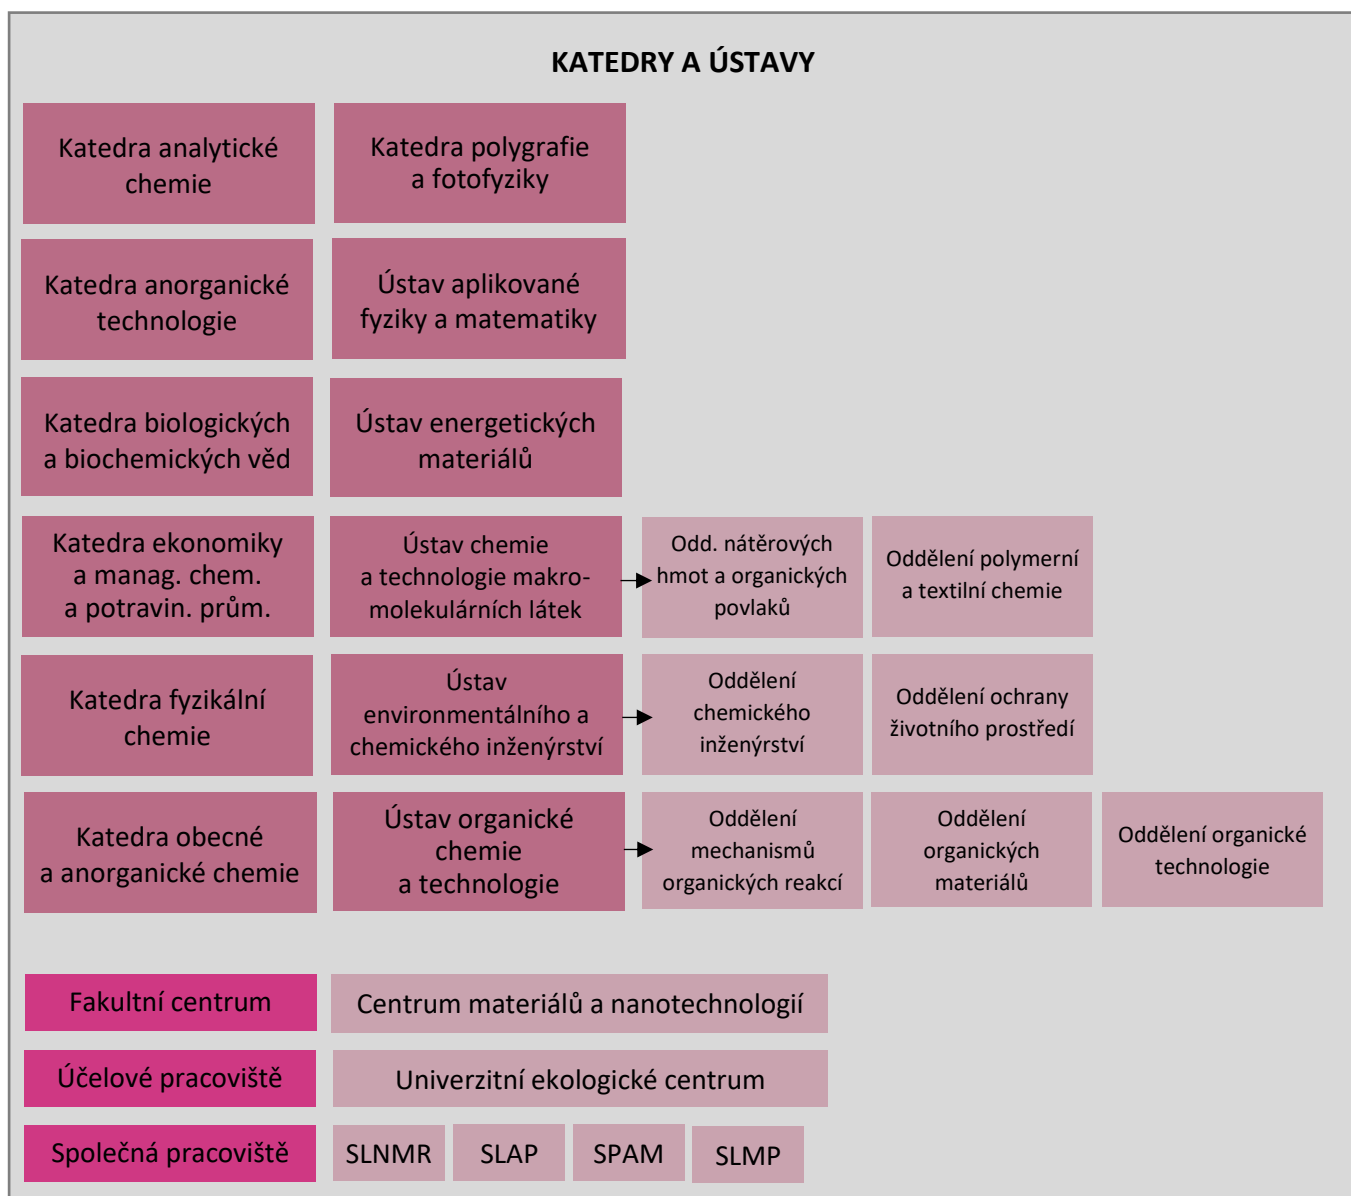 KATEDRY A ÚSTAVY
Katedra analytické
chemie
Katedra polygrafie
a fotofyziky
Katedra anorganické
technologie
Ústav aplikované
fyziky a matematiky
Katedra biologických
a biochemických věd
Ústav energetických
materiálů
Katedra ekonomiky
a manag. chem.
a potravin. prům.
Ústav chemie
a technologie makro-
molekulárních látek
Odd. nátěrových
hmot a organických
povlaků
Oddělení polymerní
a textilní chemie
Katedra fyzikální
chemie
Ústav
environmentálního a
chemického inženýrství
Oddělení
chemického
inženýrství
Oddělení ochrany
životního prostředí
Katedra obecné
a anorganické chemie
Ústav organické
chemie
a technologie
Oddělení
mechanismů
organických reakcí
Oddělení
organických
materiálů
Oddělení organické
technologie
Fakultní centrum
Centrum materiálů a nanotechnologií
Účelové pracoviště
Univerzitní ekologické centrum
Společná pracoviště
SLNMR
SLAP
SPAM
SLMP